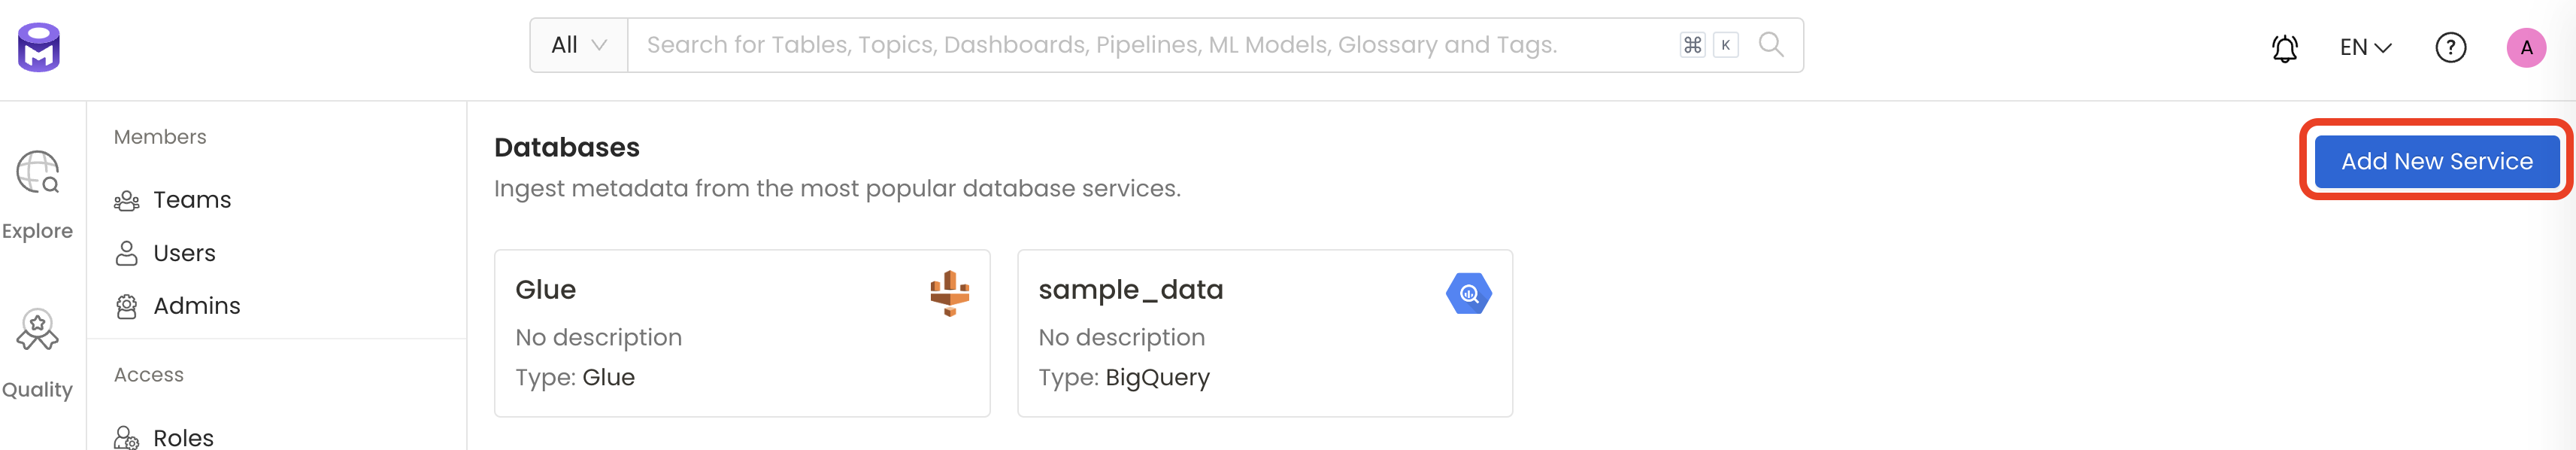 All
Search for Tables, Topics, Dashboards, Pipelines, ML Models, Glossary and Tags.
⌘ K
EN
?
A
Explore
Quality
Members
Teams
Users
Admins
Access
Roles
Databases
Ingest metadata from the most popular database services.
Add New Service
Glue
No description
Type: Glue
sample_data
No description
Type: BigQuery